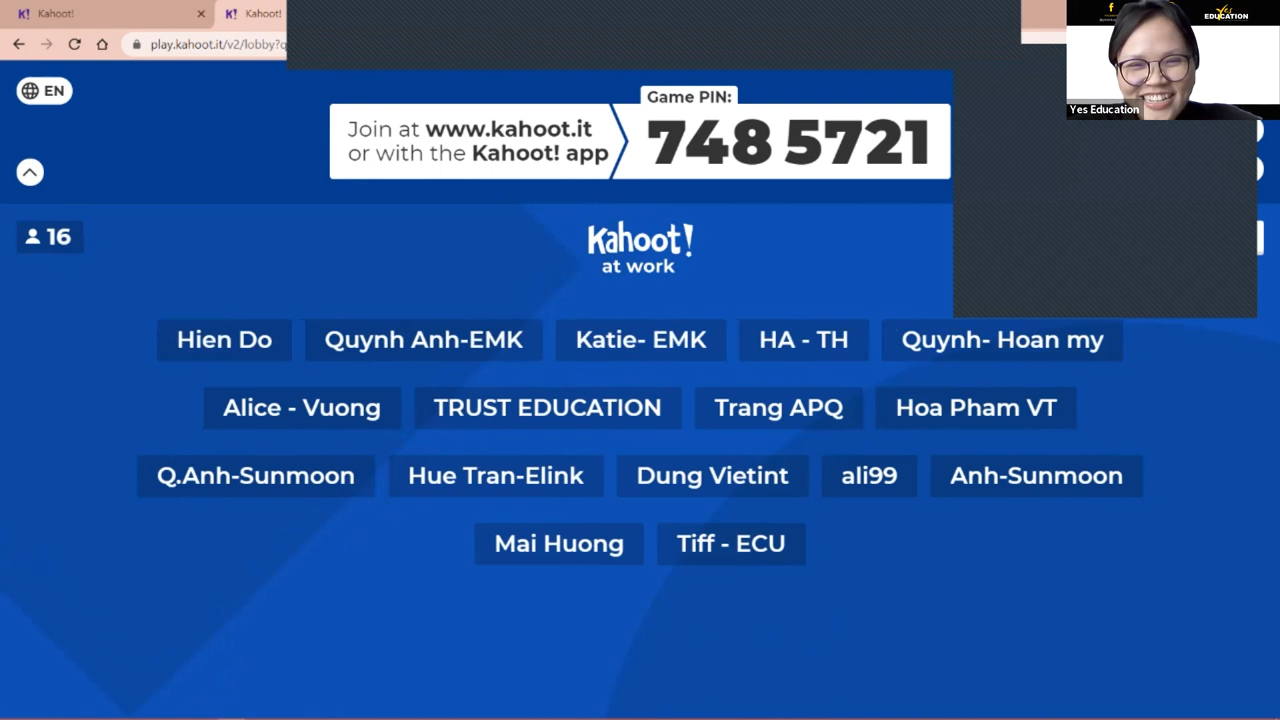 Kahoot!
Kahoot!
play.kahoot.it/v2/lobby?q
EN
Game PIN:
Join at www.kahoot.it
or with the Kahoot! app
748 5721
Yes
EDUCATION
Yes Education
16
Kahoot!
at work
Hien Do
Quynh Anh-EMK
Katie- EMK
HA - TH
Quynh- Hoan my
Alice - Vuong
TRUST EDUCATION
Trang APQ
Hoa Pham VT
Q.Anh-Sunmoon
Hue Tran-Elink
Dung Vietint
ali99
Anh-Sunmoon
Mai Huong
Tiff - ECU